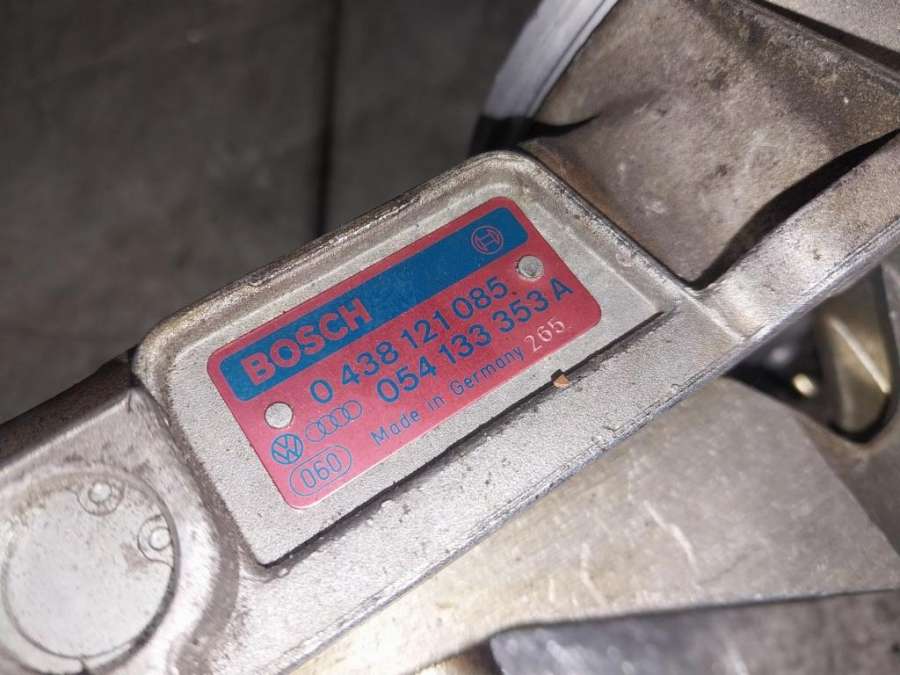 BOSCH
0 438 121 085
054 133 353 A
Made in Germany 265
060